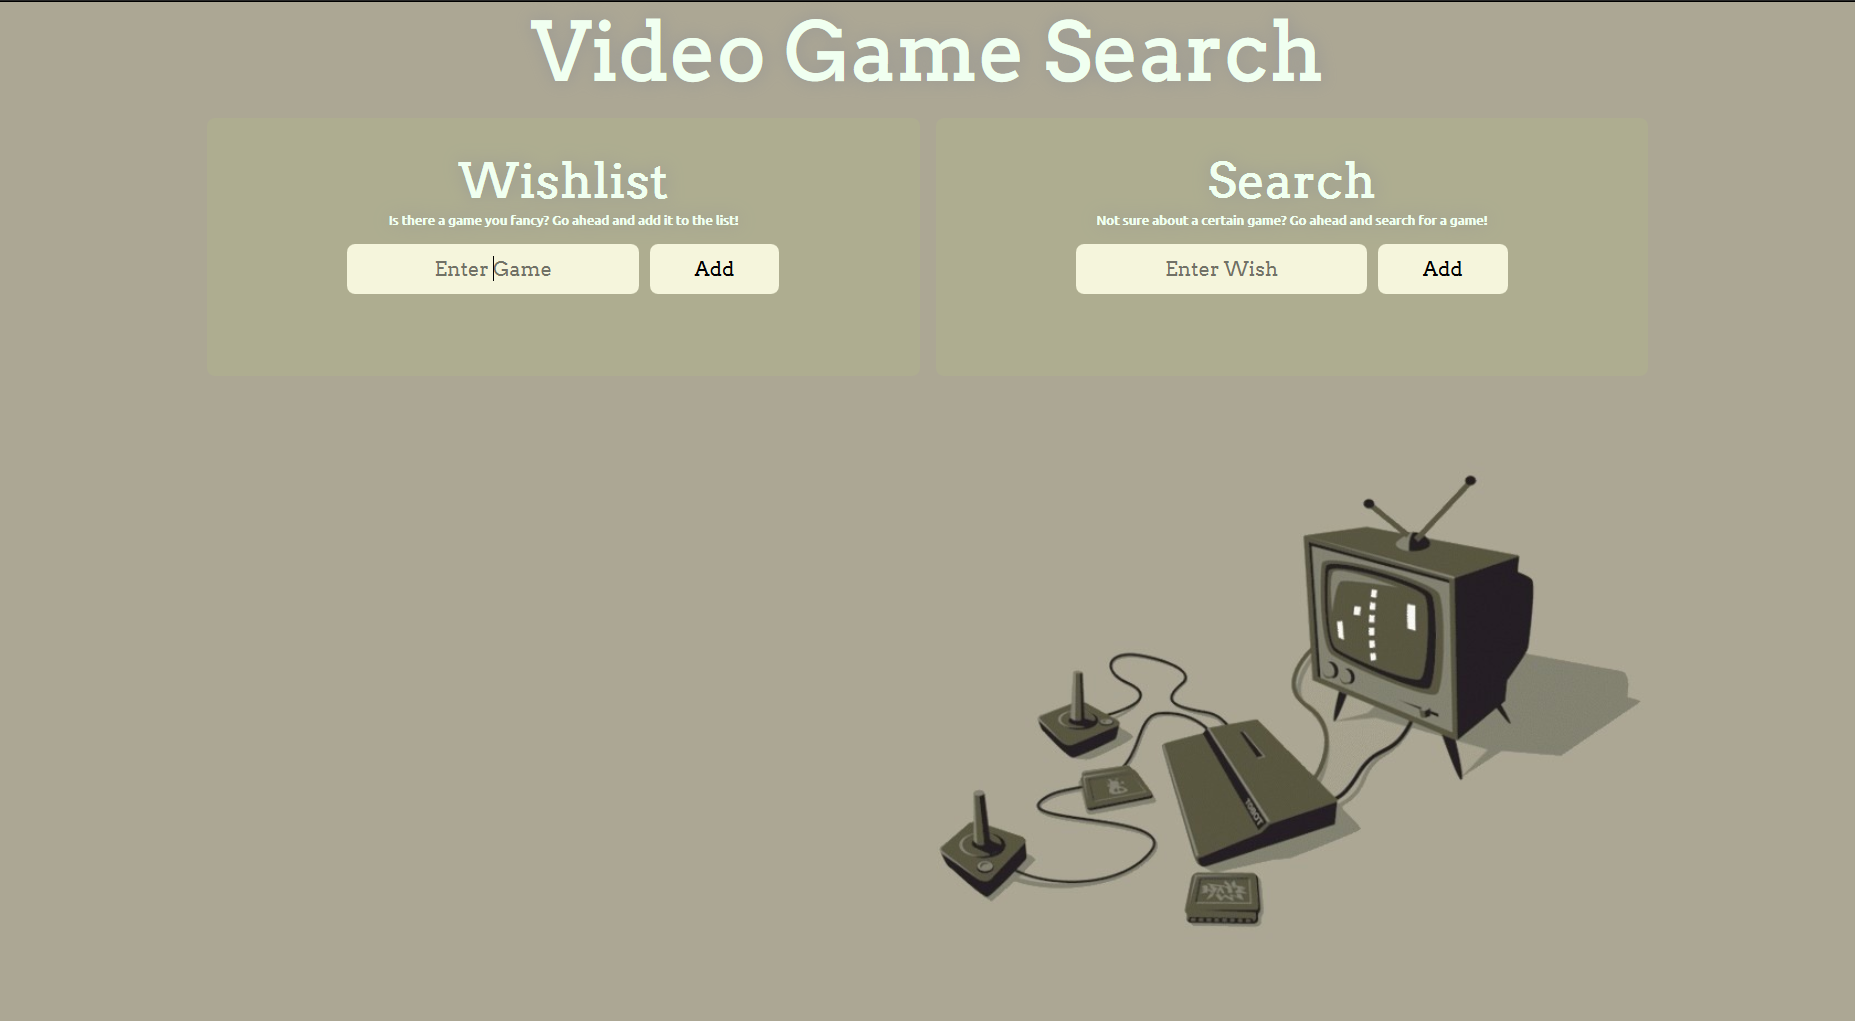 Video Game Search
Wishlist
Is there a game you fancy? Go ahead and add it to the list!
Enter Game
Add
Search
Not sure about a certain game? Go ahead and search for a game!
Enter Wish
Add